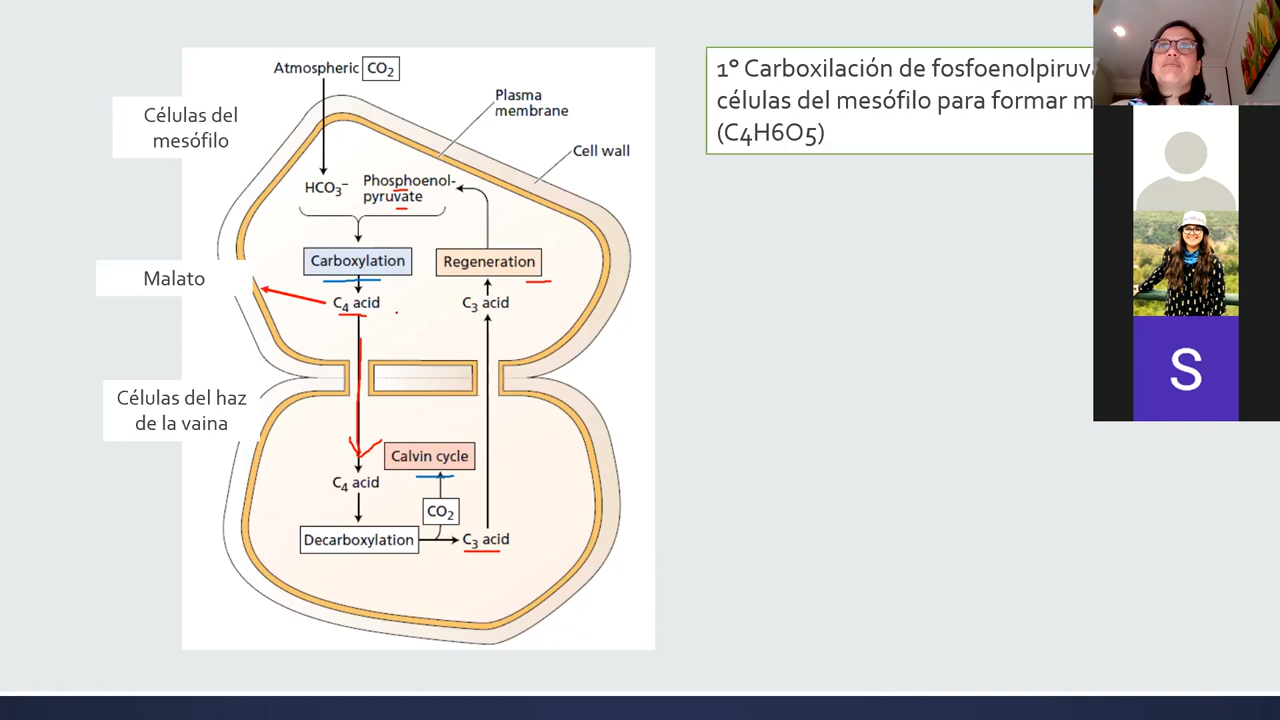 Atmospheric CO2
Células del
mesófilo
Plasma
membrane
Cell wall
HCO3−
Phosphoenol-
pyruvate
Carboxylation
Regeneration
Malato
C4 acid
C3 acid
Células del haz
de la vaina
Calvin cycle
C4 acid
CO2
Decarboxylation
C3 acid
1° Carboxilación de
células del mesófilo para formar
(C4H6O5)
S